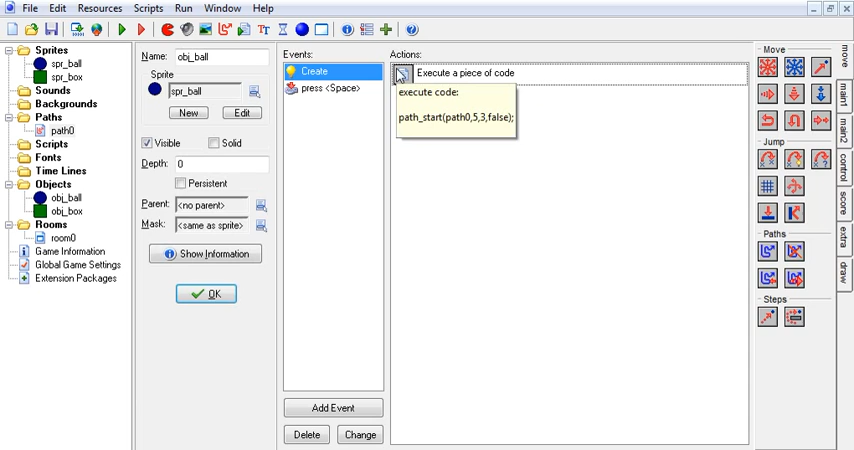 File Edit Resources Scripts Run Window Help
Sprites
spr_ball
spr_box
Sounds
Backgrounds
Paths
path0
Scripts
Fonts
Time Lines
Objects
obj_ball
obj_box
Rooms
room0
Game Information
Global Game Settings
Extension Packages
Name: obj_ball
Sprite
spr_ball
New Edit
Visible Solid
Depth: 0
Persistent
Parent: <no parent>
Mask: <same as sprite>
Show Information
OK
Events:
Create
press <Space>
Add Event
Delete Change
Actions:
Execute a piece of code
execute code:
path_start(path0,5,3,false);
Move
Jump
Paths
Steps
move
main1
main2
control
score
extra
draw